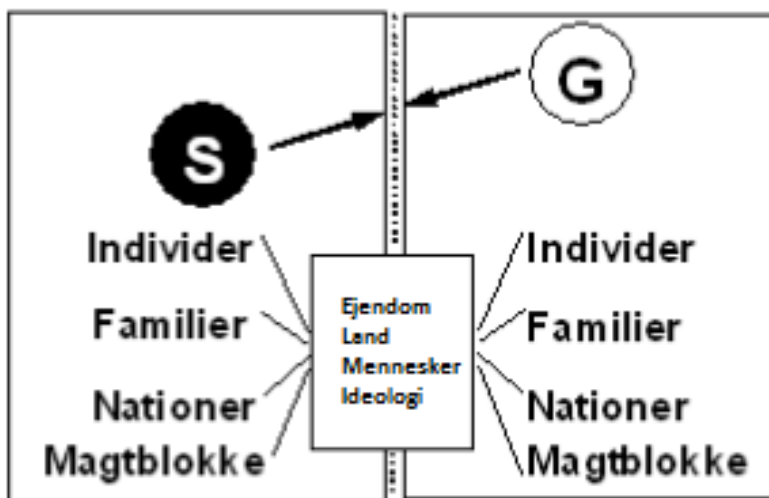 S
G
Individer
Familier
Nationer
Magtblokke
Ejendom
Land
Mennesker
Ideologi
Individer
Familier
Nationer
Magtblokke